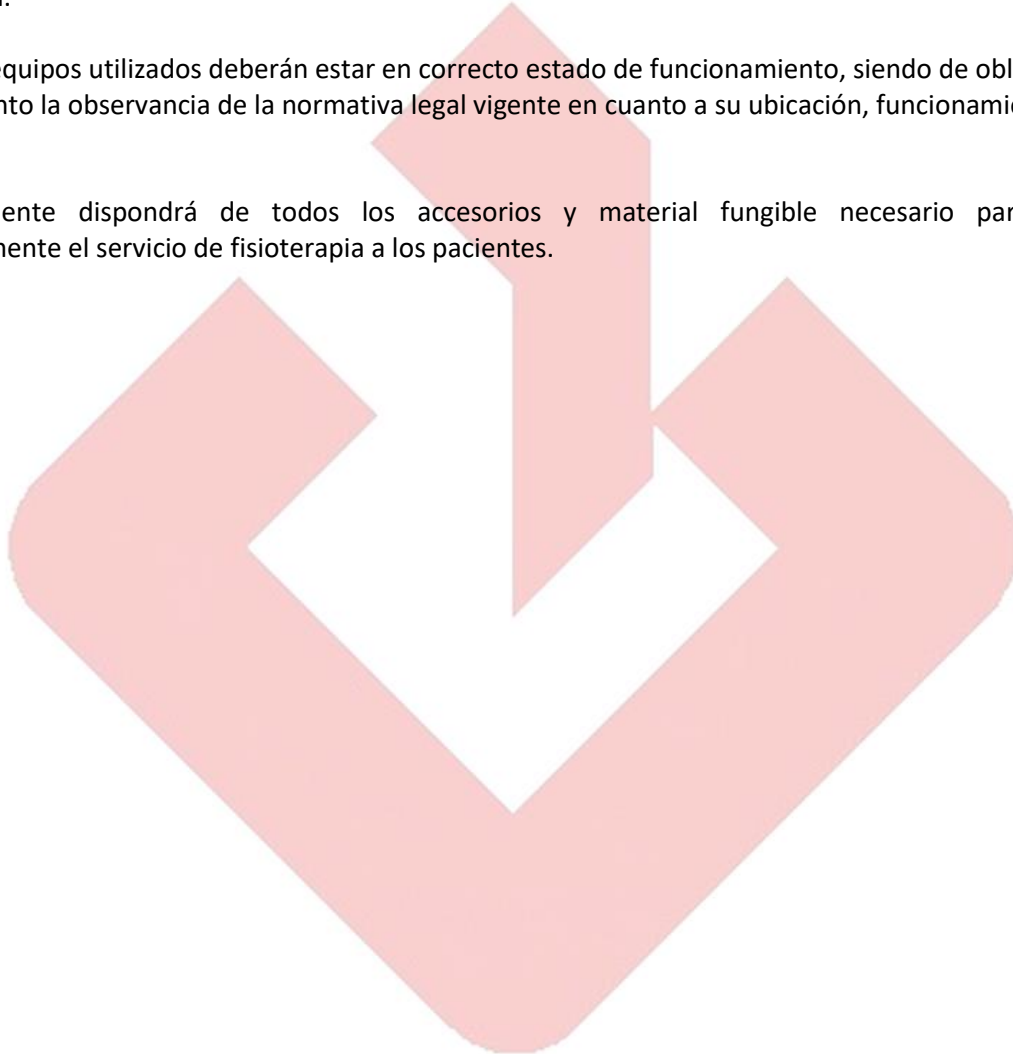 equipos utilizados deberán estar en correcto estado de funcionamiento, siendo de obl
nto la observancia de la normativa legal vigente en cuanto a su ubicación, funcionami
ente dispondrá de todos los accesorios y material fungible necesario par
mente el servicio de fisioterapia a los pacientes.